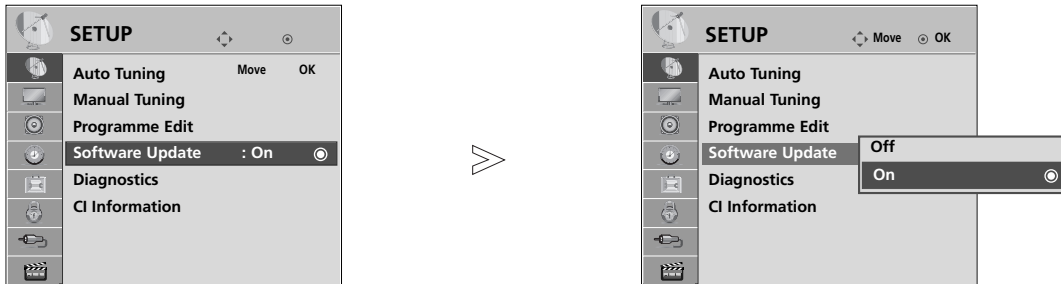 SETUP
Auto Tuning Move OK
Manual Tuning
Programme Edit
Software Update : On
Diagnostics
CI Information
SETUP Move OK
Auto Tuning
Manual Tuning
Programme Edit
Software Update Off
On
Diagnostics
CI Information